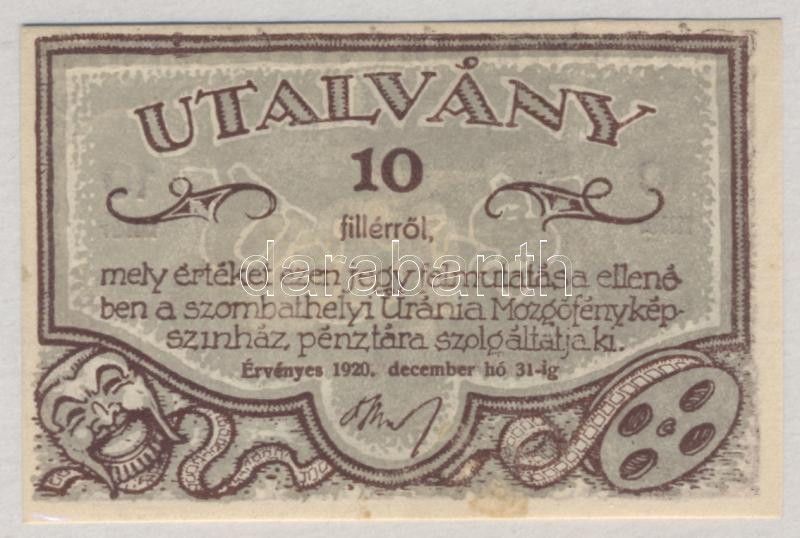 UTALVÁNY
10
fillérről,
mely értéket ezen jegy felmutatása ellené-
ben a szombathelyi Uránia Mozgófénykép-
szinház pénztára szolgáltatja ki.
Érvényes 1920. december hó 31-ig
darabanth